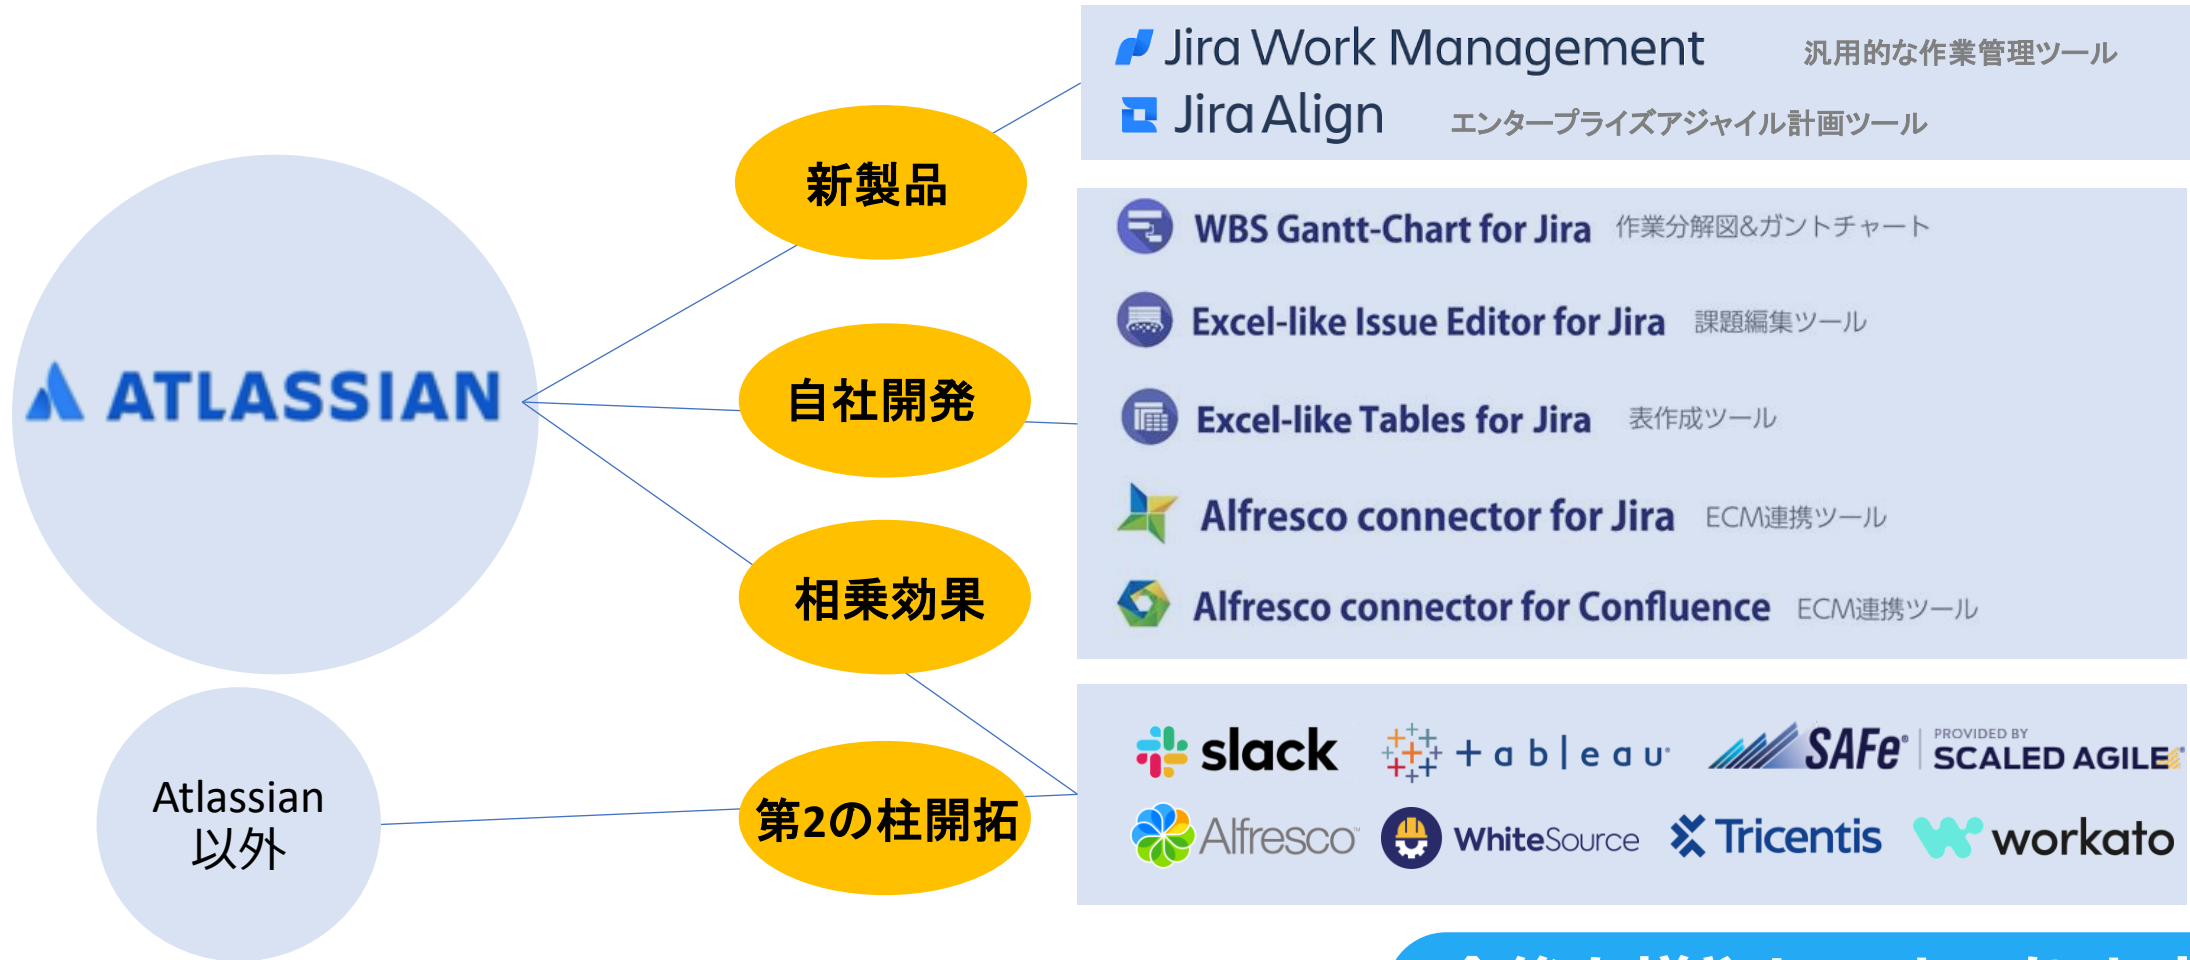 Jira Work Management 汎用的な作業管理ツール
Jira Align エンタープライズアジャイル計画ツール
新製品
WBS Gantt-Chart for Jira 作業分解図&ガントチャート
Excel-like Issue Editor for Jira 課題編集ツール
ATLASSIAN
自社開発
Excel-like Tables for Jira 表作成ツール
Alfresco connector for Jira ECM連携ツール
相乗効果
Alfresco connector for Confluence ECM連携ツール
slack
+ableau
SAFe® PROVIDED BY
SCALED AGILE®
Atlassian
以外
第2の柱開拓
Alfresco™
WhiteSource
Tricentis
workato